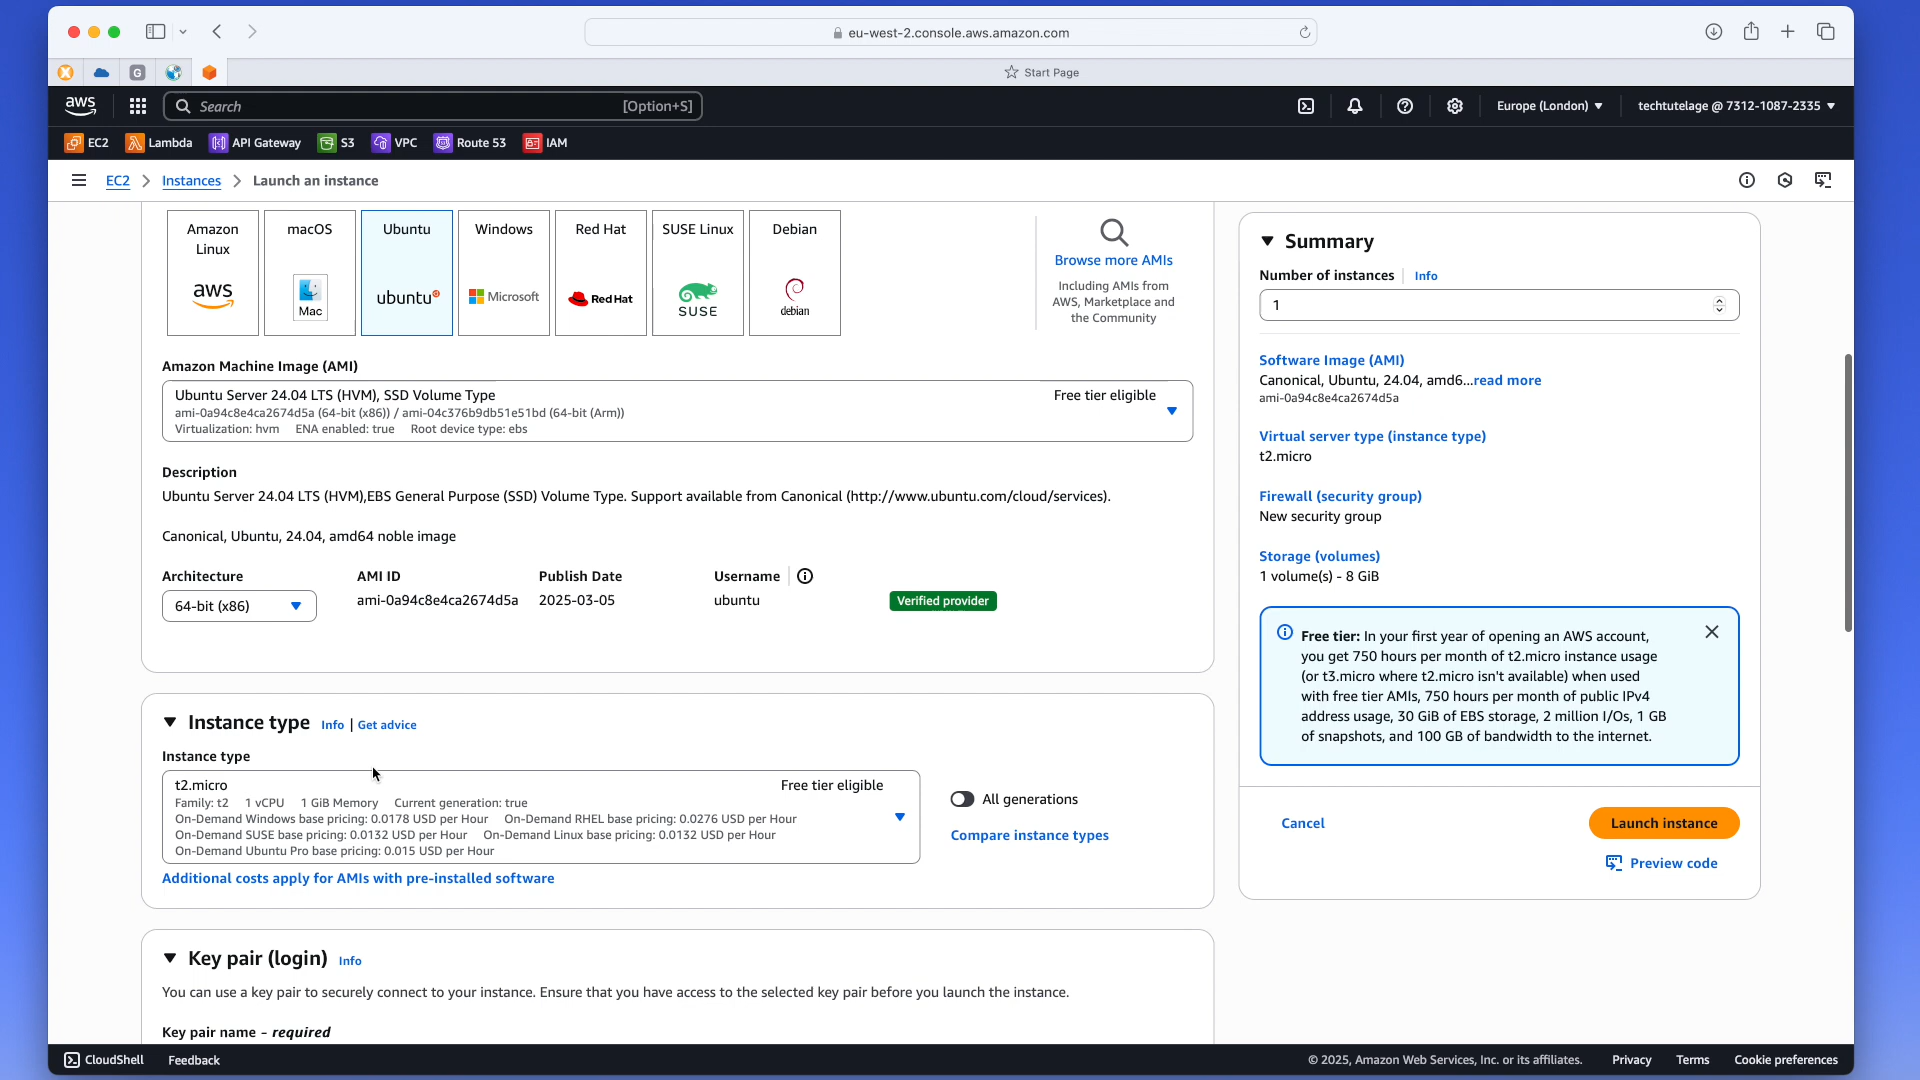 eu-west-2.console.aws.amazon.com
G
Start Page
aws
Search
[Option+S]
Europe (London)
techtutelage @ 7312-1087-2335
EC2
Lambda
API Gateway
S3
VPC
Route 53
IAM
EC2
Instances
Launch an instance
Amazon
Linux
aws
macOS
Mac
Ubuntu
ubuntu
Windows
Microsoft
Red Hat
Red Hat
SUSE Linux
SUSE
Debian
debian
Browse more AMIs
Including AMIs from
AWS, Marketplace and
the Community
Amazon Machine Image (AMI)
Ubuntu Server 24.04 LTS (HVM), SSD Volume Type
Free tier eligible
ami-0a94c8e4ca2674d5a (64-bit (x86)) / ami-04c376b9db51e51bd (64-bit (Arm))
Virtualization: hvm ENA enabled: true Root device type: ebs
Description
Ubuntu Server 24.04 LTS (HVM),EBS General Purpose (SSD) Volume Type. Support available from Canonical (http://www.ubuntu.com/cloud/services).
Canonical, Ubuntu, 24.04, amd64 noble image
Architecture
64-bit (x86)
AMI ID
ami-0a94c8e4ca2674d5a
Publish Date
2025-03-05
Username
ubuntu
Verified provider
Instance type
Info | Get advice
Instance type
t2.micro
Free tier eligible
Family: t2 1 vCPU 1 GiB Memory Current generation: true
On-Demand Windows base pricing: 0.0178 USD per Hour On-Demand RHEL base pricing: 0.0276 USD per Hour
On-Demand SUSE base pricing: 0.0132 USD per Hour On-Demand Linux base pricing: 0.0132 USD per Hour
On-Demand Ubuntu Pro base pricing: 0.015 USD per Hour
All generations
Compare instance types
Additional costs apply for AMIs with pre-installed software
Key pair (login)
Info
You can use a key pair to securely connect to your instance. Ensure that you have access to the selected key pair before you launch the instance.
Key pair name - required
Summary
Number of instances
Info
1
Software Image (AMI)
Canonical, Ubuntu, 24.04, amd6...read more
ami-0a94c8e4ca2674d5a
Virtual server type (instance type)
t2.micro
Firewall (security group)
New security group
Storage (volumes)
1 volume(s) - 8 GiB
Free tier: In your first year of opening an AWS account,
you get 750 hours per month of t2.micro instance usage
(or t3.micro where t2.micro isn't available) when used
with free tier AMIs, 750 hours per month of public IPv4
address usage, 30 GiB of EBS storage, 2 million I/Os, 1 GB
of snapshots, and 100 GB of bandwidth to the internet.
Cancel
Launch instance
Preview code
CloudShell
Feedback
© 2025, Amazon Web Services, Inc. or its affiliates.
Privacy
Terms
Cookie preferences